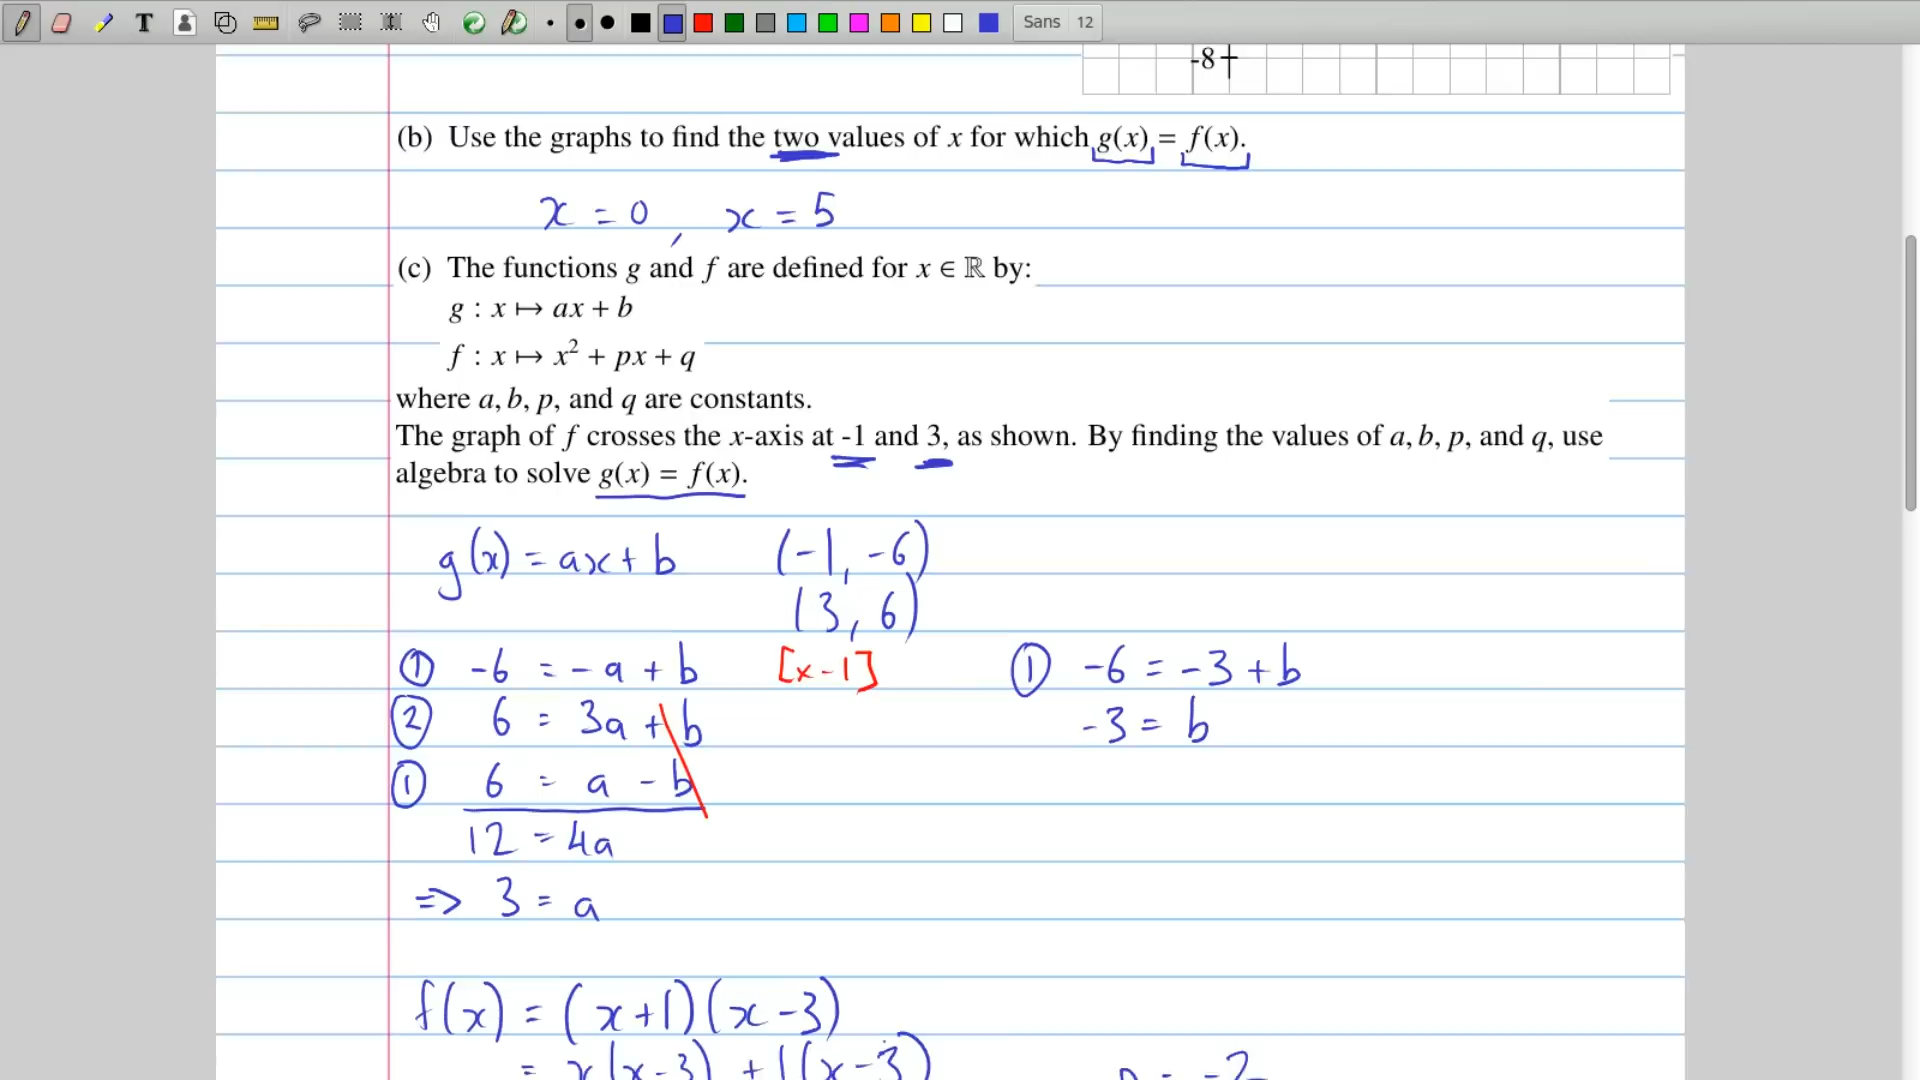 Sans 12
-8
(b) Use the graphs to find the two values of x for which g(x) = f(x).
x = 0, x = 5
(c) The functions g and f are defined for x ∈ ℝ by:
g : x ↦ ax + b
f : x ↦ x² + px + q
where a, b, p, and q are constants.
The graph of f crosses the x-axis at -1 and 3, as shown. By finding the values of a, b, p, and q, use
algebra to solve g(x) = f(x).
g(x) = ax + b (-1, -6)
(3, 6)
① -6 = -a + b [x -1]
② 6 = 3a + b
① 6 = a - b
12 = 4a
=> 3 = a
① -6 = -3 + b
-3 = b
f(x) = (x+1)(x-3)
= x(x-3) + 1(x-3)